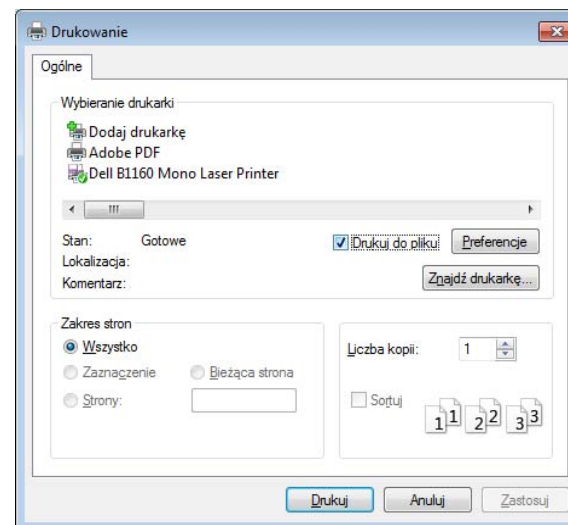 Drukowanie
Ogólne
Wybieranie drukarki
Dodaj drukarkę
Adobe PDF
Dell B1160 Mono Laser Printer
Stan: Gotowe
Drukuj do pliku
Preferencje
Lokalizacja:
Komentarz:
Znajdź drukarkę...
Zakres stron
Wszystko
Zaznaczenie
Bieżąca strona
Strony:
Liczba kopii: 1
Sortuj
1 1 2 2 3 3
Drukuj
Anuluj
Zastosuj